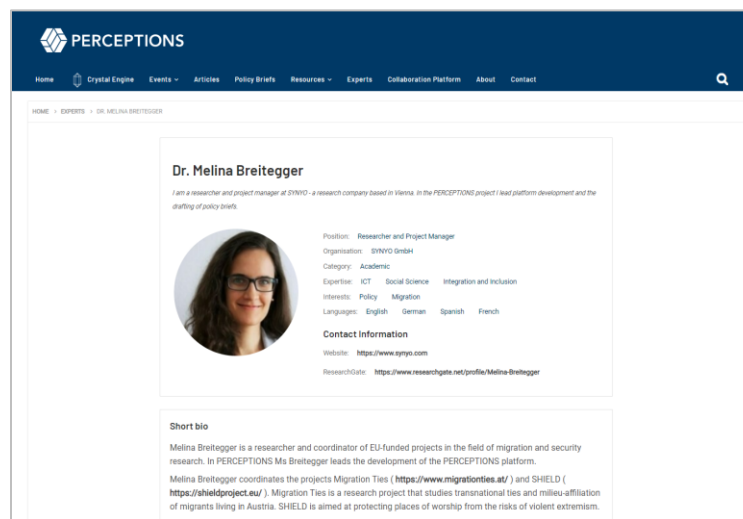 PERCEPTIONS
Home Crystal Engine Events Articles Policy Briefs Resources Experts Collaboration Platform About Contact
HOME > EXPERTS > DR. MELINA BREITEGGER
Dr. Melina Breitegger
I am a researcher and project manager at SYNYO - a research company based in Vienna. In the PERCEPTIONS project I lead platform development and the
drafting of policy briefs.
Position: Researcher and Project Manager
Organisation: SYNYO GmbH
Category: Academic
Expertise: ICT Social Science Integration and Inclusion
Interests: Policy Migration
Languages: English German Spanish French
Contact Information
Website: https://www.synyo.com
ResearchGate: https://www.researchgate.net/profile/Melina-Breitegger
Short bio
Melina Breitegger is a researcher and coordinator of EU-funded projects in the field of migration and security
research. In PERCEPTIONS Ms Breitegger leads the development of the PERCEPTIONS platform.
Melina Breitegger coordinates the projects Migration Ties ( https://www.migrationties.at/ ) and SHIELD (
https://shieldproject.eu/ ). Migration Ties is a research project that studies transnational ties and milieu-affiliation
of migrants living in Austria. SHIELD is aimed at protecting places of worship from the risks of violent extremism.